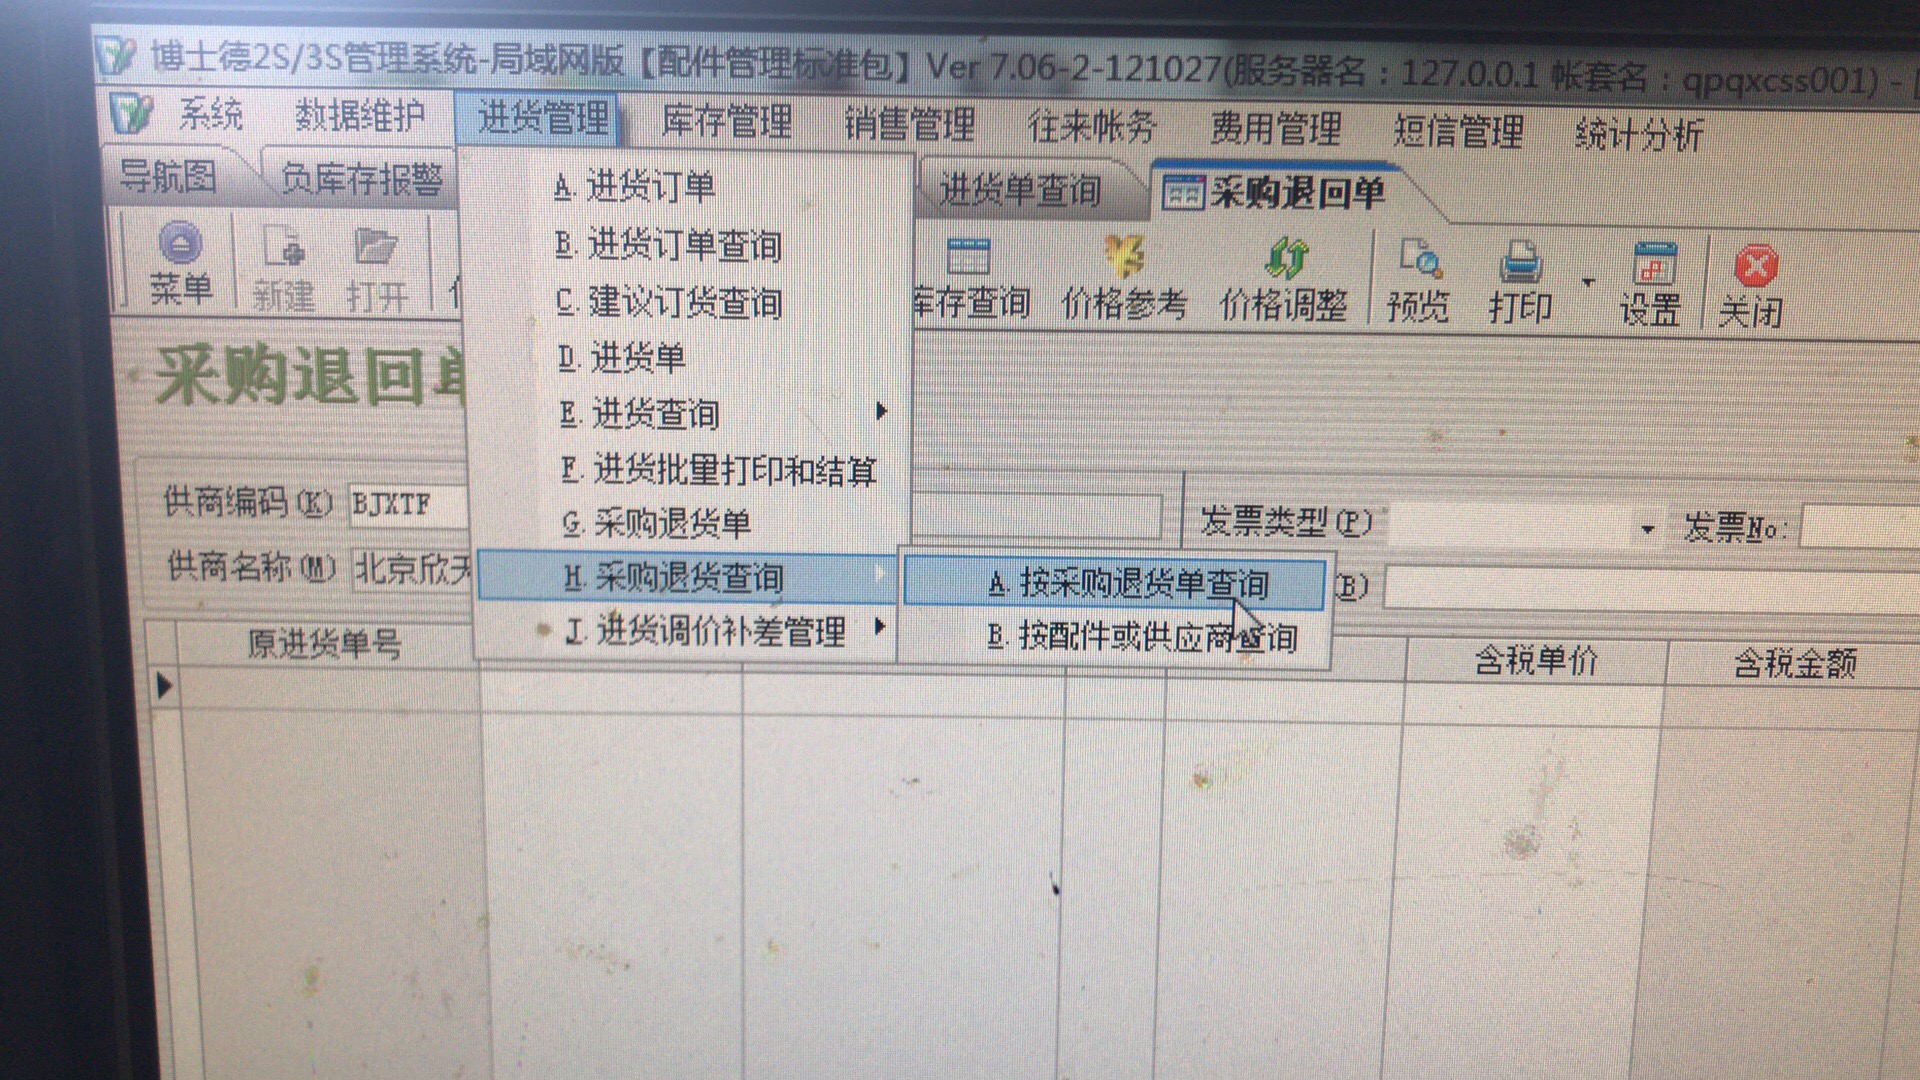 博士德2S/3S管理系统-局域网版【配件管理标准包】Ver 7.06-2-121027(服务器名：127.0.0.1 帐套名：qpqxcss001) -
系统 数据维护 进货管理 库存管理 销售管理 往来帐务 费用管理 短信管理 统计分析
导航图 负库存报警 进货单查询 采购退回单
菜单 新建 打开 库存查询 价格参考 价格调整 预览 打印 设置 关闭
A. 进货订单
B. 进货订单查询
C. 建议订货查询
D. 进货单
E. 进货查询
F. 进货批量打印和结算
G. 采购退货单
H. 采购退货查询
J. 进货调价补差管理
A. 按采购退货单查询
B. 按配件或供应商查询
采购退回单
供商编码(K) BJXTF 发票类型(P) 发票No:
供商名称(M) 北京欣天 (B)
原进货单号 含税单价 含税金额